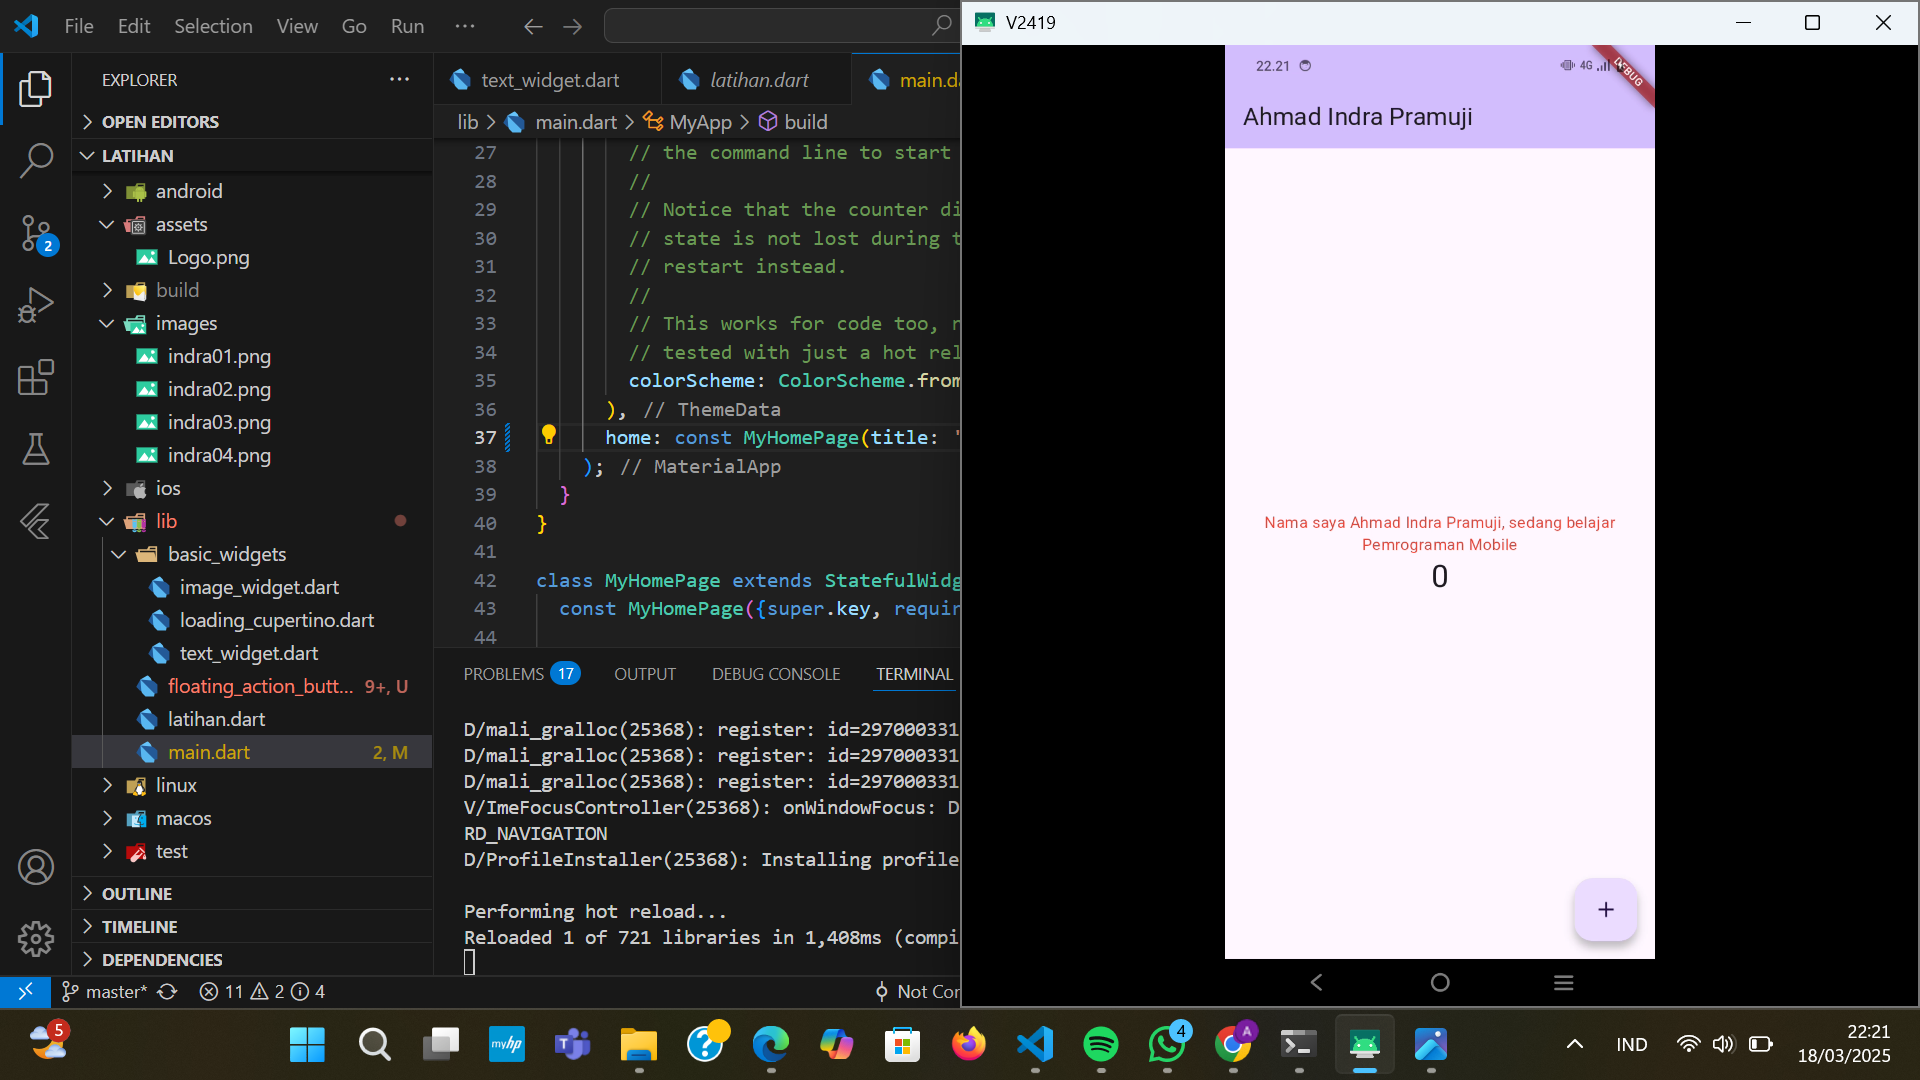 File Edit Selection View Go Run ...
V2419
EXPLORER
OPEN EDITORS
LATIHAN
android
assets
Logo.png
build
images
indra01.png
indra02.png
indra03.png
indra04.png
ios
lib
basic_widgets
image_widget.dart
loading_cupertino.dart
text_widget.dart
floating_action_butt... 9+, U
latihan.dart
main.dart 2, M
linux
macos
test
OUTLINE
TIMELINE
DEPENDENCIES
text_widget.dart latihan.dart main.d
lib > main.dart > MyApp > build
27 // the command line to start
28 //
29 // Notice that the counter di
30 // state is not lost during t
31 // restart instead.
32 //
33 // This works for code too, n
34 // tested with just a hot rel
35 colorScheme: ColorScheme.from
36 ), // ThemeData
37 home: const MyHomePage(title: '
38 ); // MaterialApp
39 }
40 }
41
42 class MyHomePage extends StatefulWidg
43 const MyHomePage({super.key, requir
44
PROBLEMS 17 OUTPUT DEBUG CONSOLE TERMINAL
D/mali_gralloc(25368): register: id=297000331
D/mali_gralloc(25368): register: id=297000331
D/mali_gralloc(25368): register: id=297000331
V/ImeFocusController(25368): onWindowFocus: D
RD_NAVIGATION
D/ProfileInstaller(25368): Installing profile
Performing hot reload...
Reloaded 1 of 721 libraries in 1,408ms (compi
2
master* 11 2 4 Not Con
22.21 4G
DEBUG
Ahmad Indra Pramuji
Nama saya Ahmad Indra Pramuji, sedang belajar
Pemrograman Mobile
0
+
5
myhp
4
A
IND
22:21
18/03/2025